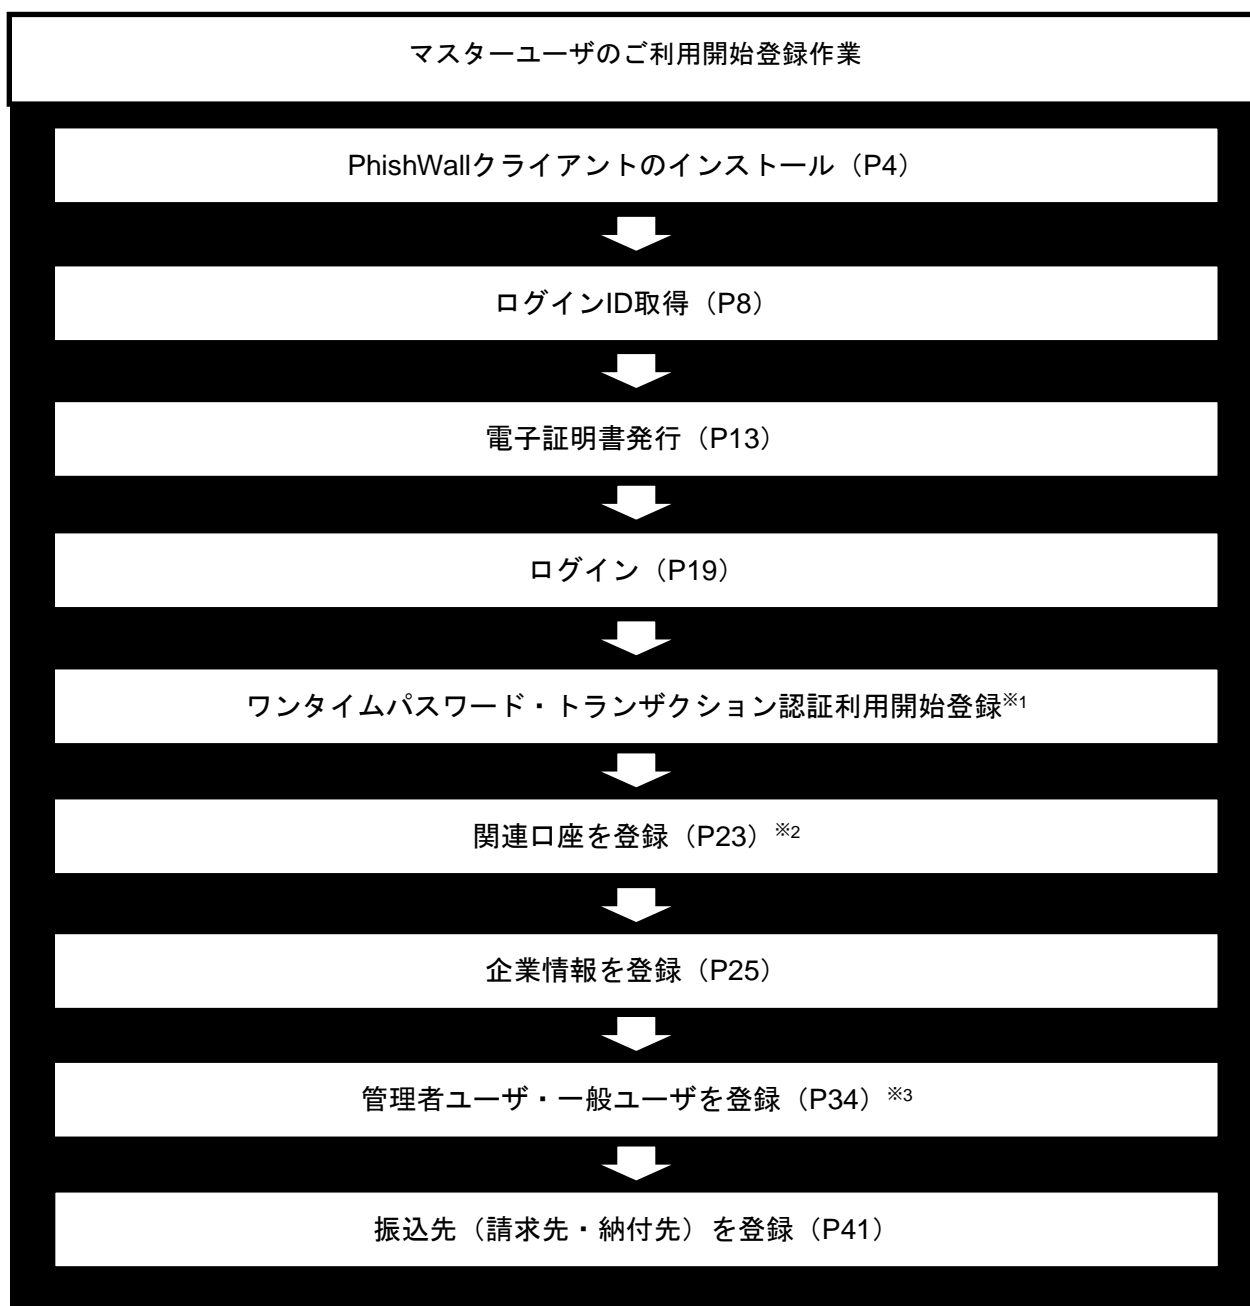 マスターユーザのご利用開始登録作業
PhishWallクライアントのインストール（P4）
ログインID取得（P8）
電子証明書発行（P13）
ログイン（P19）
ワンタイムパスワード・トランザクション認証利用開始登録※1
関連口座を登録（P23）※2
企業情報を登録（P25）
管理者ユーザ・一般ユーザを登録（P34）※3
振込先（請求先・納付先）を登録（P41）